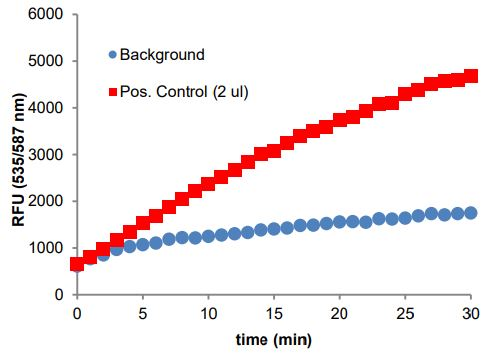 6000
5000
4000
3000
2000
1000
0
RFU (535/587 nm)
Background
Pos. Control (2 ul)
0 5 10 15 20 25 30
time (min)